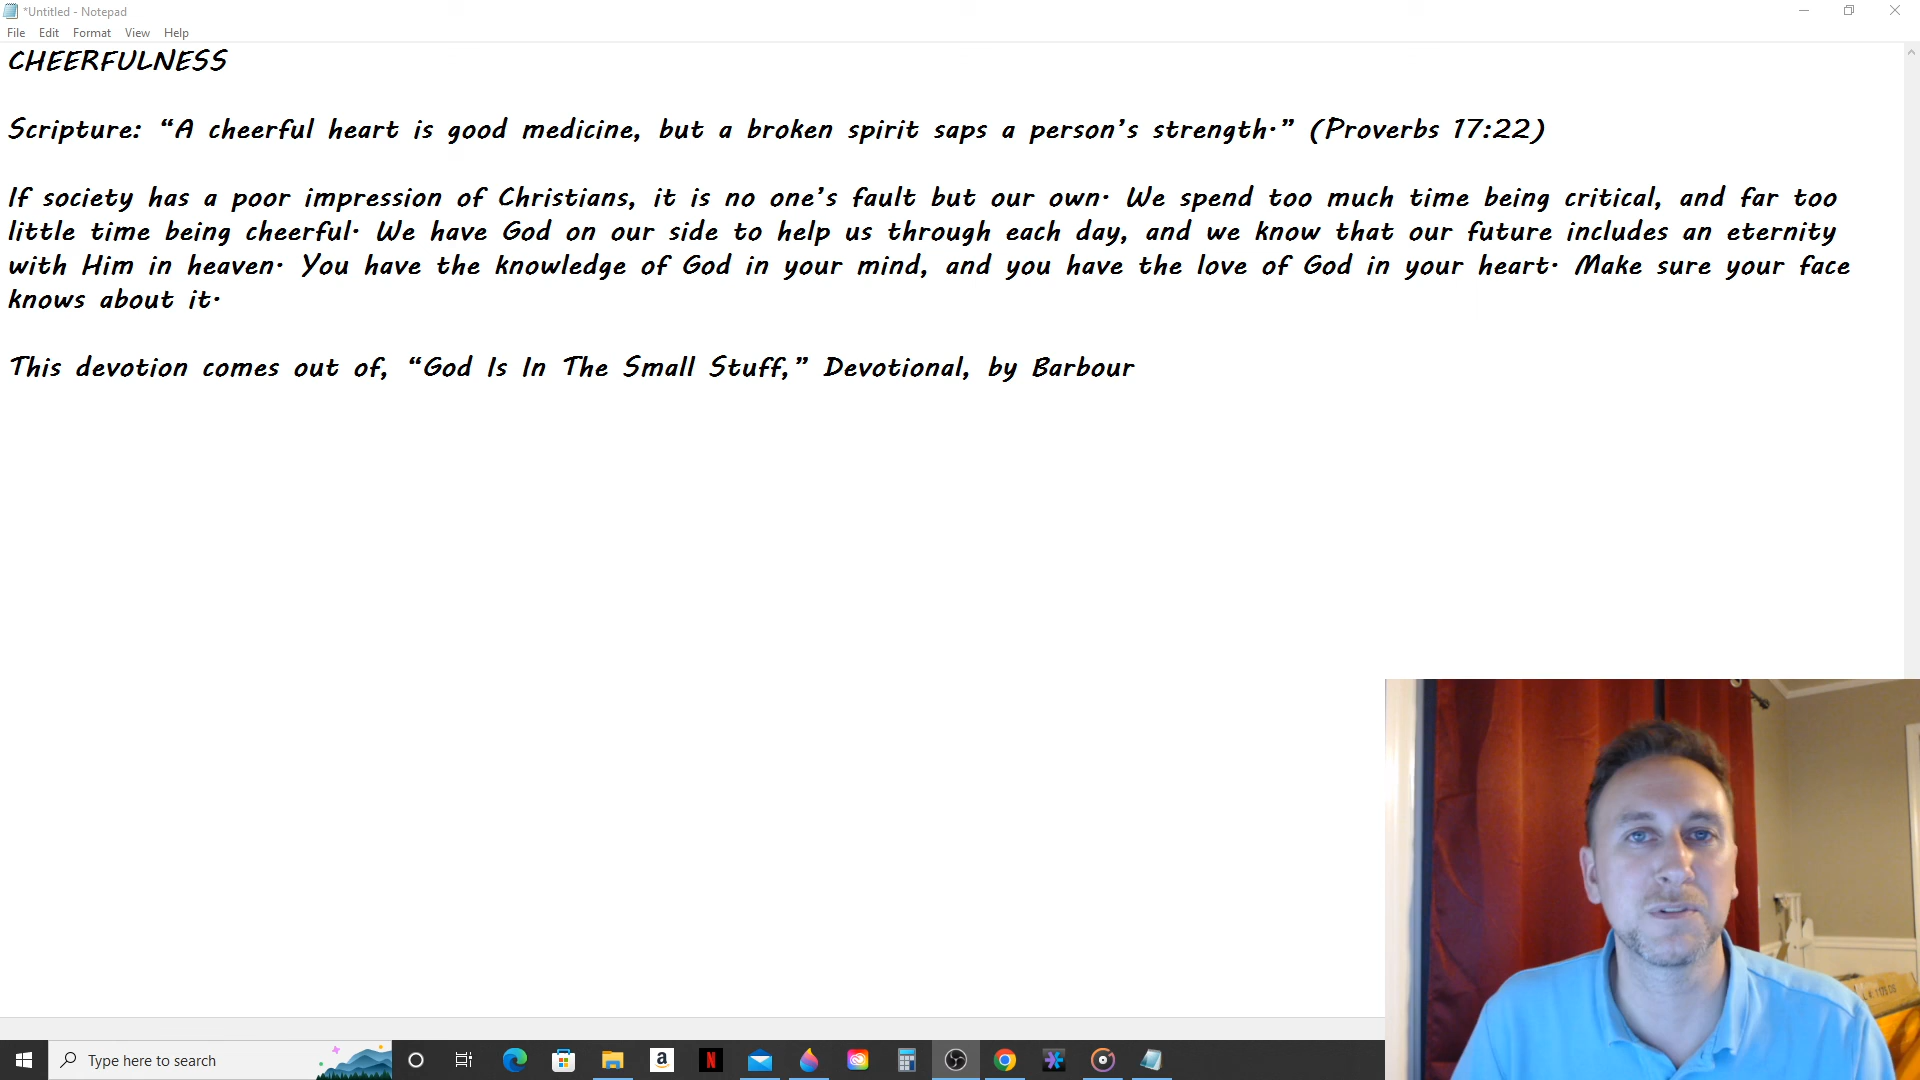 *Untitled - Notepad
File Edit Format View Help
CHEERFULNESS
Scripture: “A cheerful heart is good medicine, but a broken spirit saps a person’s strength.” (Proverbs 17:22)
If society has a poor impression of Christians, it is no one’s fault but our own. We spend too much time being critical, and far too
little time being cheerful. We have God on our side to help us through each day, and we know that our future includes an eternity
with Him in heaven. You have the knowledge of God in your mind, and you have the love of God in your heart. Make sure your face
knows about it.
This devotion comes out of, “God Is In The Small Stuff,” Devotional, by Barbour
Type here to search